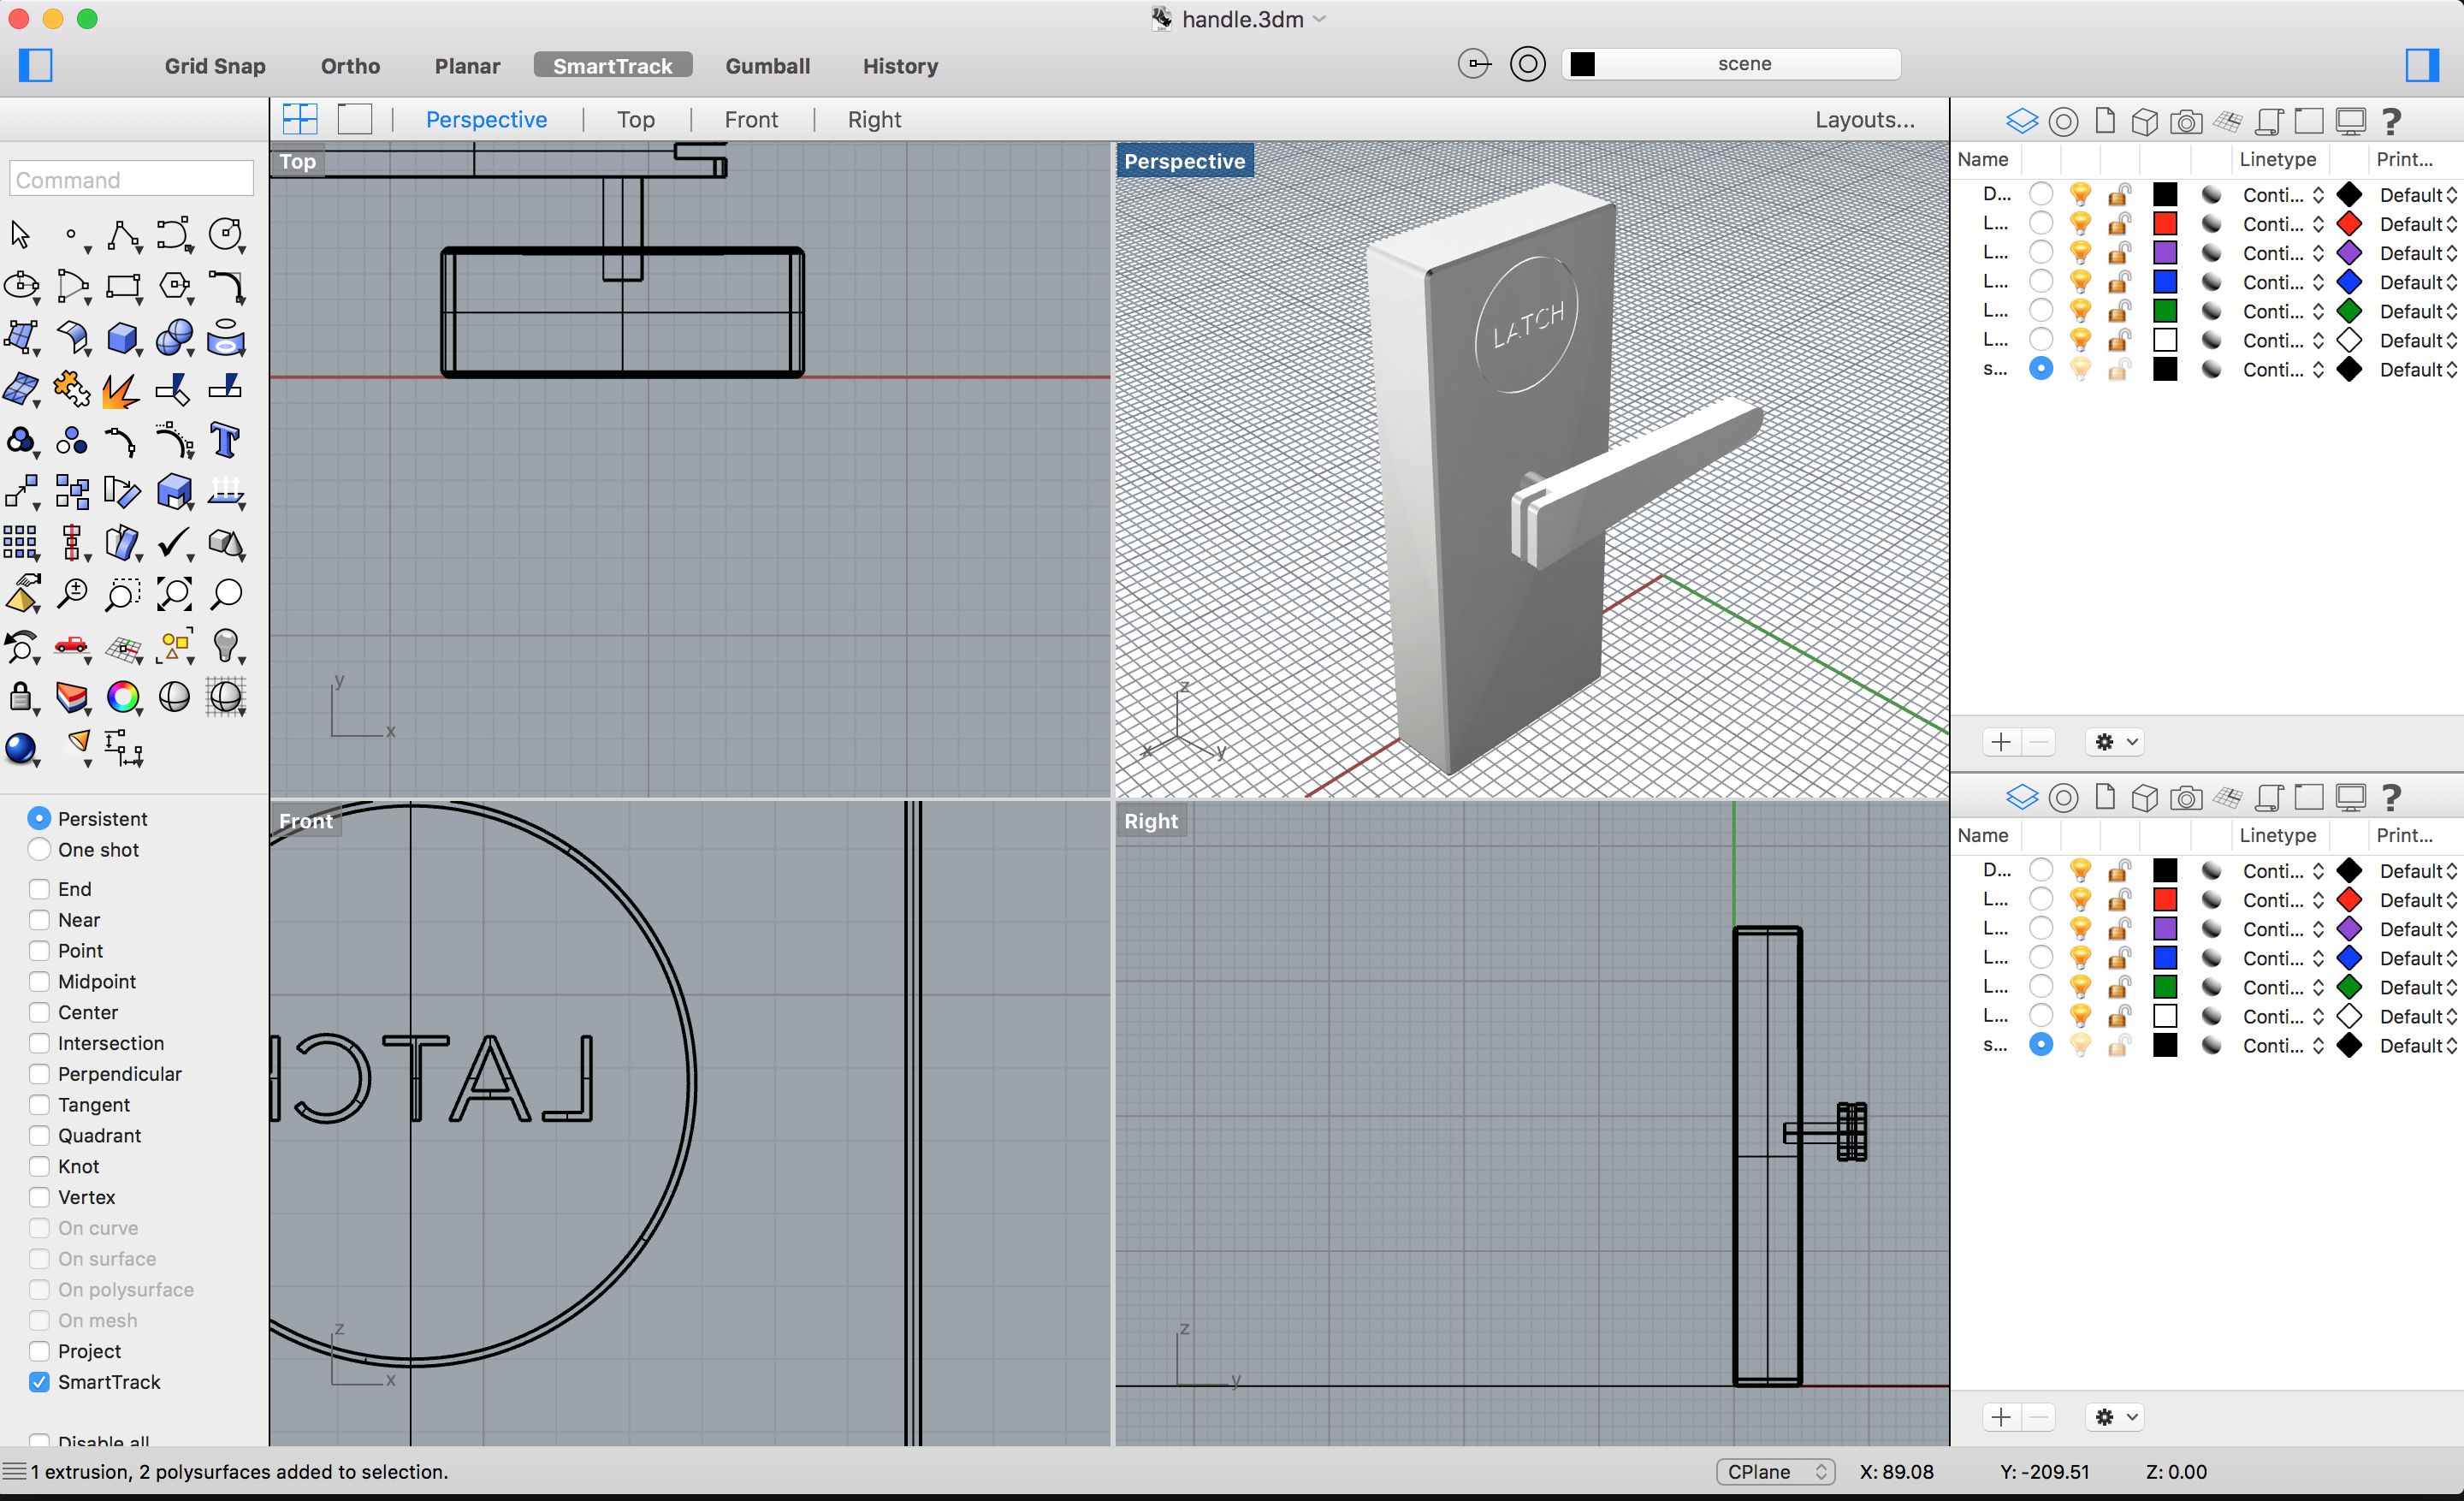 handle.3dm
Grid Snap Ortho Planar SmartTrack Gumball History scene
Perspective Top Front Right Layouts...
Command
Top
y
x
Perspective
LATCH
z
x
y
Front
LATCH
z
x
Right
z
y
Name Linetype Print...
D... Conti... Default
L... Conti... Default
L... Conti... Default
L... Conti... Default
L... Conti... Default
L... Conti... Default
s... Conti... Default
Name Linetype Print...
D... Conti... Default
L... Conti... Default
L... Conti... Default
L... Conti... Default
L... Conti... Default
L... Conti... Default
s... Conti... Default
Persistent
One shot
End
Near
Point
Midpoint
Center
Intersection
Perpendicular
Tangent
Quadrant
Knot
Vertex
On curve
On surface
On polysurface
On mesh
Project
SmartTrack
Disable all
1 extrusion, 2 polysurfaces added to selection.
CPlane X: 89.08 Y: -209.51 Z: 0.00